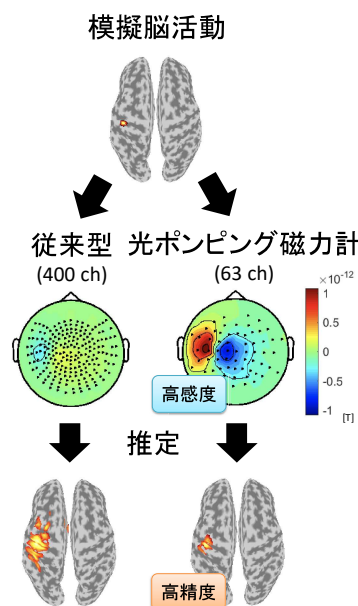 模擬脳活動
従来型 光ポンピング磁力計
(400 ch) (63 ch)
×10-12
1
0.5
0
-0.5
-1
[T]
高感度
推定
高精度